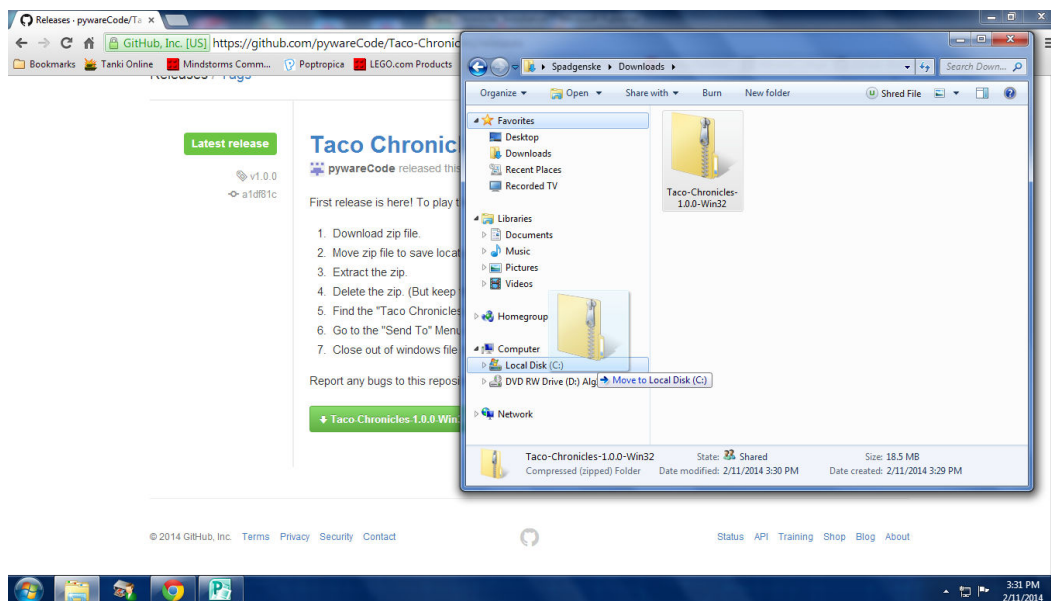 Releases · pywareCode/Ta
GitHub, Inc. [US] https://github.com/pywareCode/Taco-Chronic
Bookmarks Tanki Online Mindstorms Comm... Poptropica LEGO.com Products
Releases / Tags
Latest release
v1.0.0
a1df81c
Taco Chronicl
pywareCode released this
First release is here! To play t
1. Download zip file.
2. Move zip file to save locat
3. Extract the zip.
4. Delete the zip. (But keep
5. Find the "Taco Chronicles
6. Go to the "Send To" Menu
7. Close out of windows file
Report any bugs to this reposi
Taco-Chronicles-1.0.0-Win
Spadgenske Downloads
Search Down...
Organize Open Share with Burn New folder Shred File
Favorites
Desktop
Downloads
Recent Places
Recorded TV
Libraries
Documents
Music
Pictures
Videos
Homegroup
Computer
Local Disk (C:)
DVD RW Drive (D:) Alg
Network
Taco-Chronicles-
1.0.0-Win32
Move to Local Disk (C:)
Taco-Chronicles-1.0.0-Win32 State: Shared Size: 18.5 MB
Compressed (zipped) Folder Date modified: 2/11/2014 3:30 PM Date created: 2/11/2014 3:29 PM
© 2014 GitHub, Inc. Terms Privacy Security Contact Status API Training Shop Blog About
3:31 PM
2/11/2014